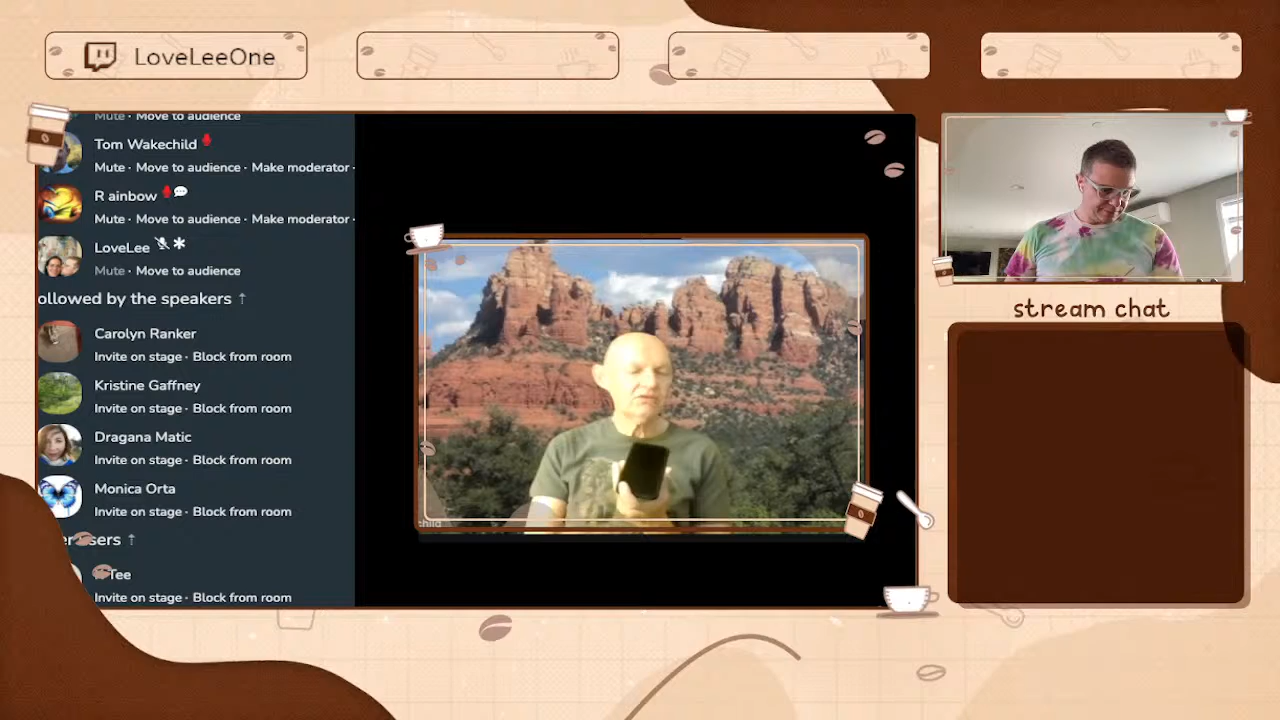 LoveLeeOne
Mute · Move to audience
Tom Wakechild
Mute · Move to audience · Make moderator ·
R ainbow
Mute · Move to audience · Make moderator ·
LoveLee
Mute · Move to audience
ollowed by the speakers ↑
Carolyn Ranker
Invite on stage · Block from room
Kristine Gaffney
Invite on stage · Block from room
Dragana Matic
Invite on stage · Block from room
Monica Orta
Invite on stage · Block from room
sers ↑
Tee
Invite on stage · Block from room
child
stream chat